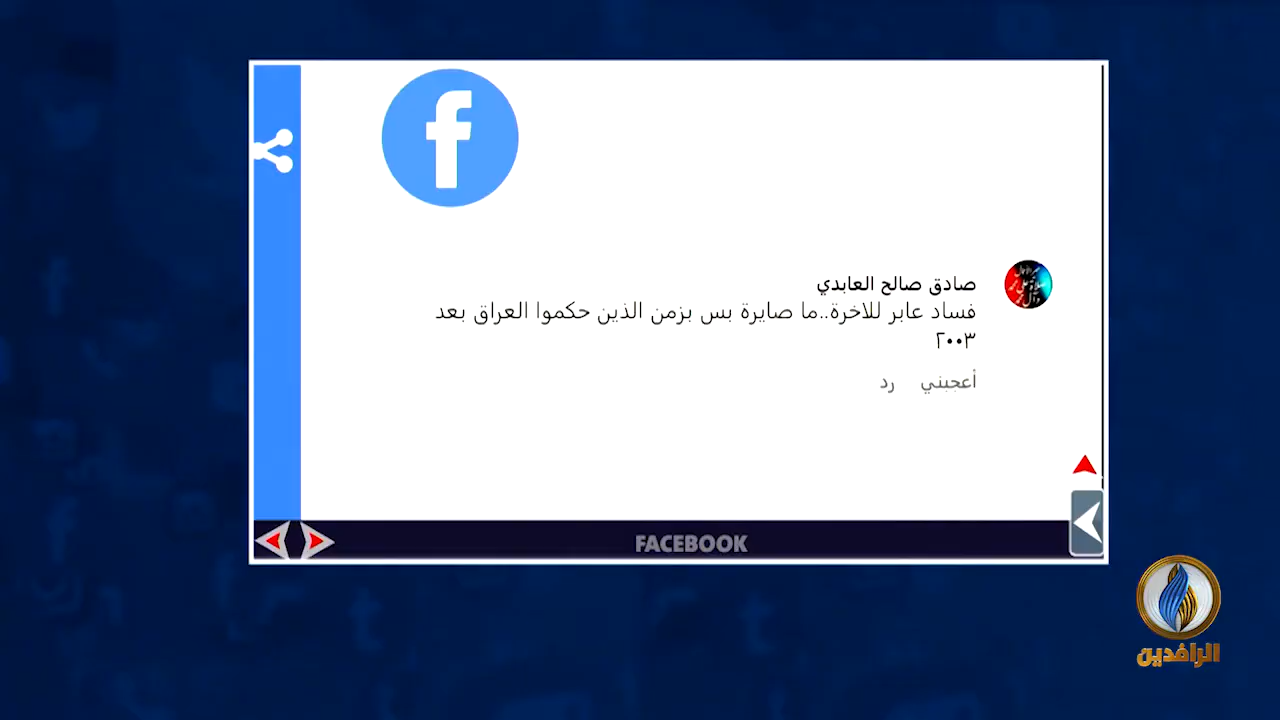 صادق صالح العابدي
فساد عابر للاخرة..ما صايرة بس بزمن الذين حكموا العراق بعد
٢٠٠٣
أعجبني رد
FACEBOOK
الرافدين